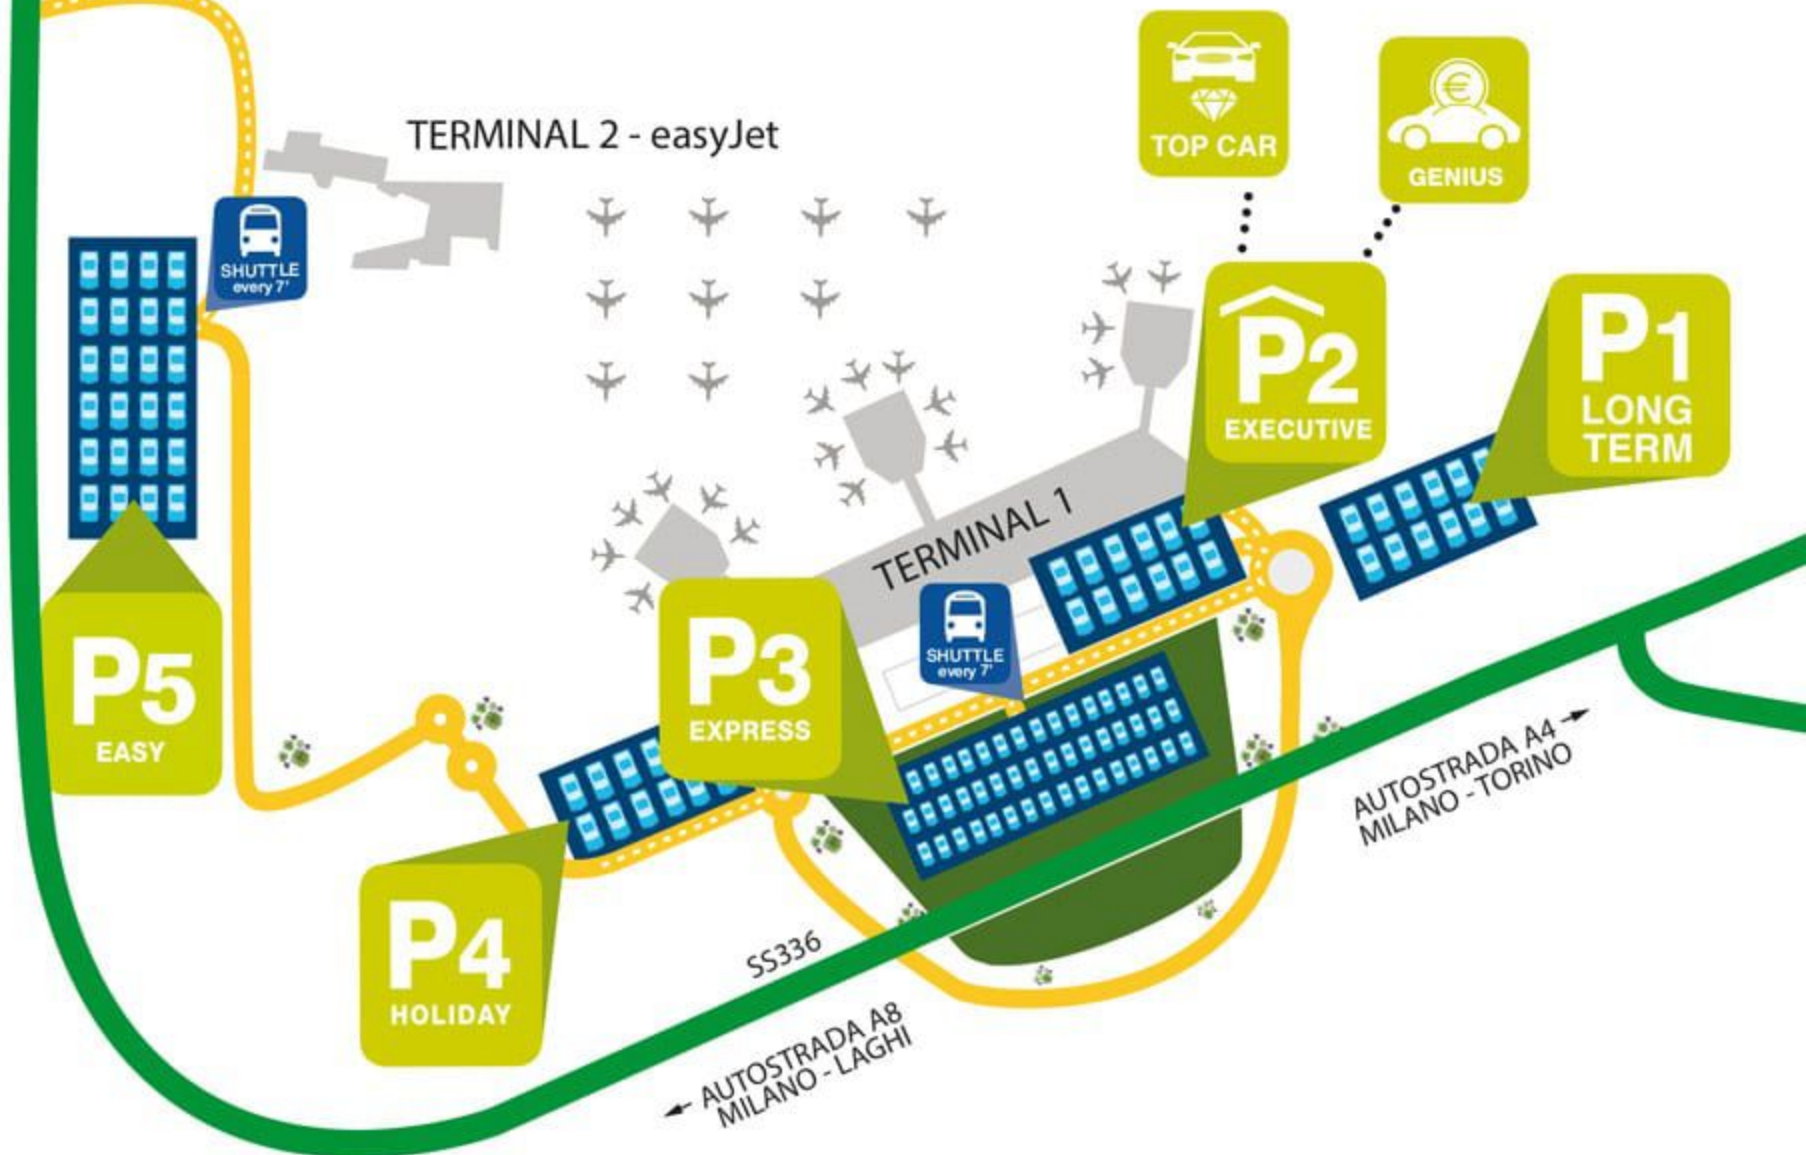 TOP CAR
€
GENIUS
TERMINAL 2 - easyJet
SHUTTLE
every 7'
P2
EXECUTIVE
P1
LONG
TERM
TERMINAL 1
SHUTTLE
every 7'
P3
EXPRESS
P5
EASY
P4
HOLIDAY
SS336
AUTOSTRADA A4
MILANO - TORINO
AUTOSTRADA A8
MILANO - LAGHI